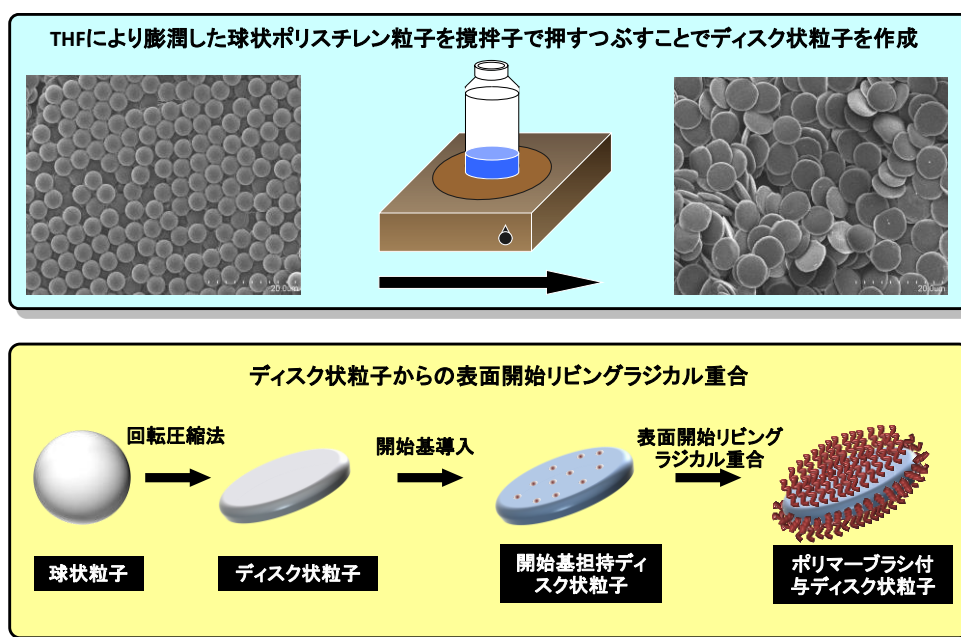 THFにより膨潤した球状ポリスチレン粒子を撹拌子で押すつぶすことでディスク状粒子を作成
20.0um
20.0um
ディスク状粒子からの表面開始リビングラジカル重合
回転圧縮法
開始基導入
表面開始リビング
ラジカル重合
球状粒子
ディスク状粒子
開始基担持ディ
スク状粒子
ポリマーブラシ付
与ディスク状粒子